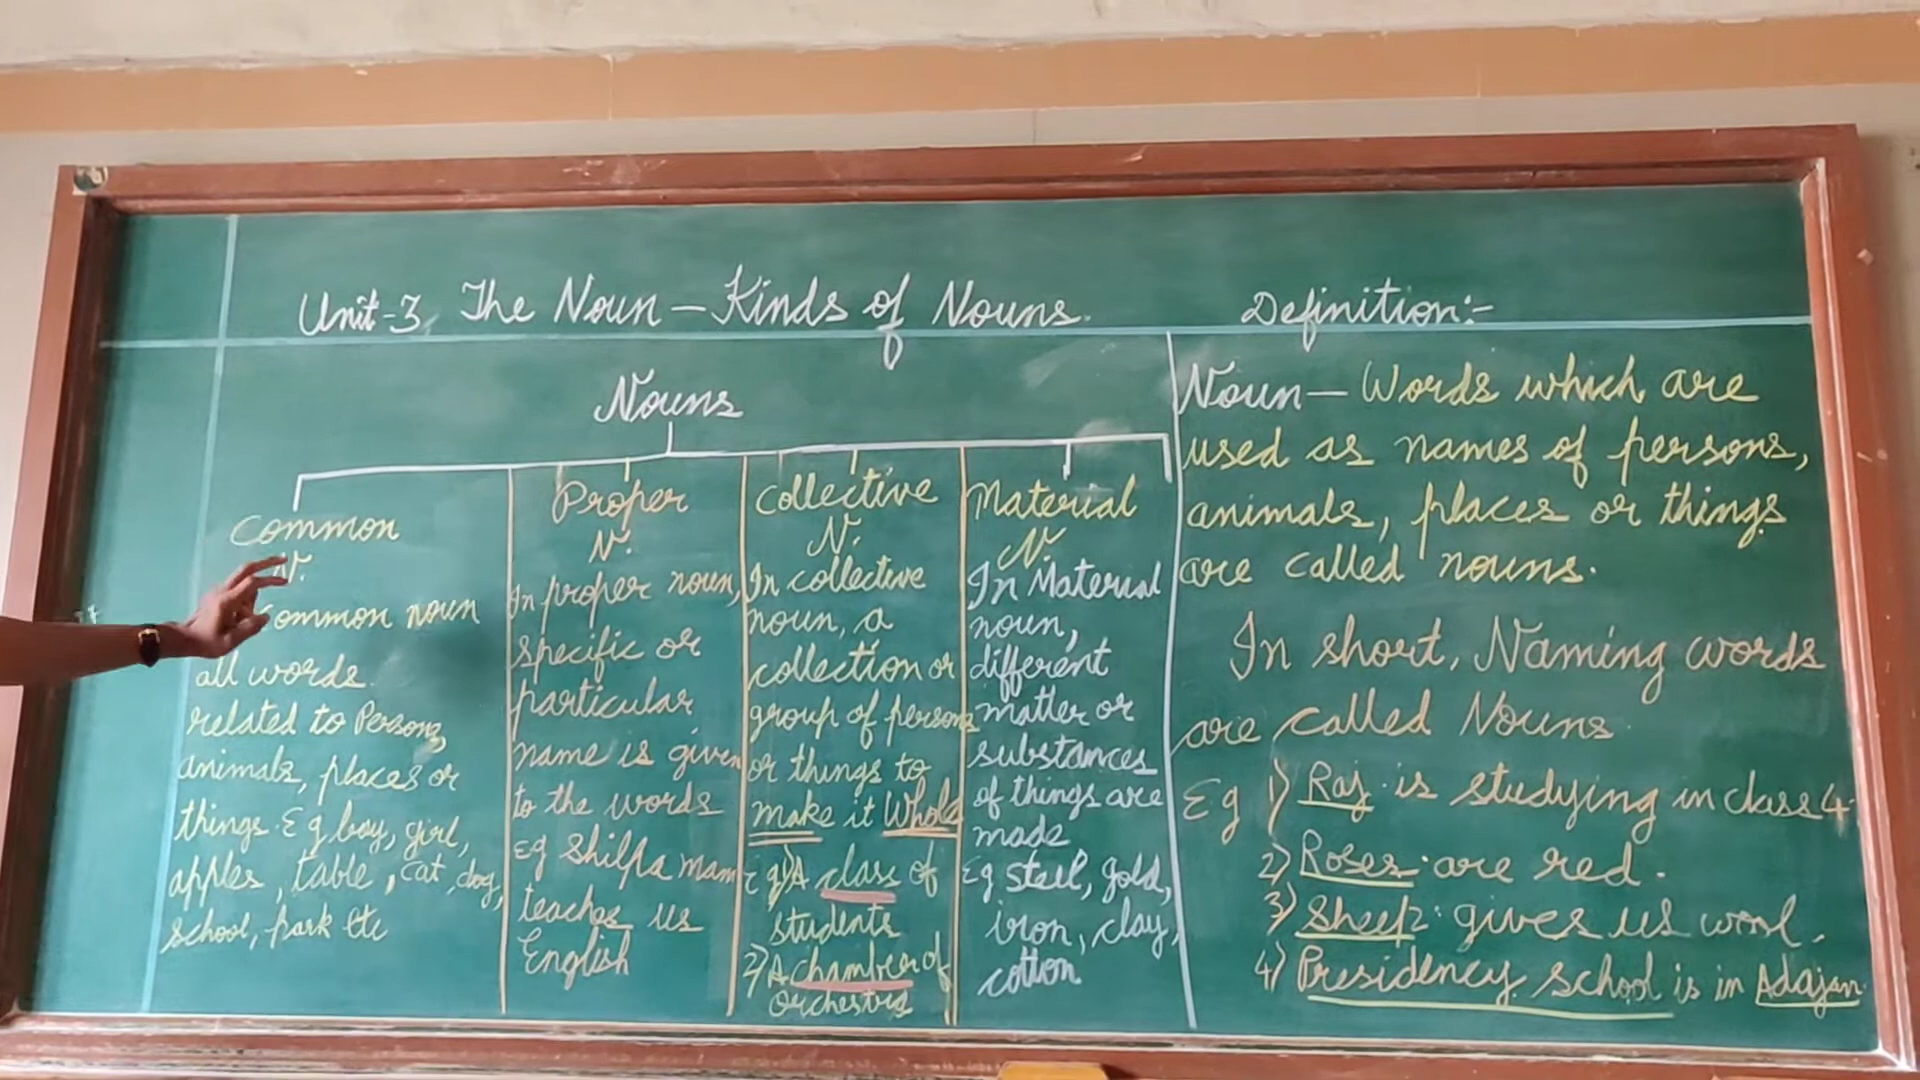 Unit-3 The Noun - Kinds of Nouns.
Nouns
Common
N.
common noun
all words
related to Persons,
animals, places or
things. Eg boy, girl,
apples, table, cat, dog,
school, park etc
Proper
N.
In proper noun,
specific or
particular
name is given
to the words
Eg Shilpa mam
teaches us
English
Collective
N.
In collective
noun, a
collection or
group of persons
or things to
make it Whole
eg 1) A class of
students
2) A chamber of
orchestra
Material
N.
In Material
noun,
different
matter or
substances
of things are
made
Eg steel, gold,
iron, clay,
cotton.
Definition:-
Noun - Words which are
used as names of persons,
animals, places or things
are called nouns.
In short, Naming words
are called Nouns.
Eg 1) Raj is studying in class 4.
2) Roses are red.
3) Sheep gives us wool.
4) Presidency school is in Adajan.